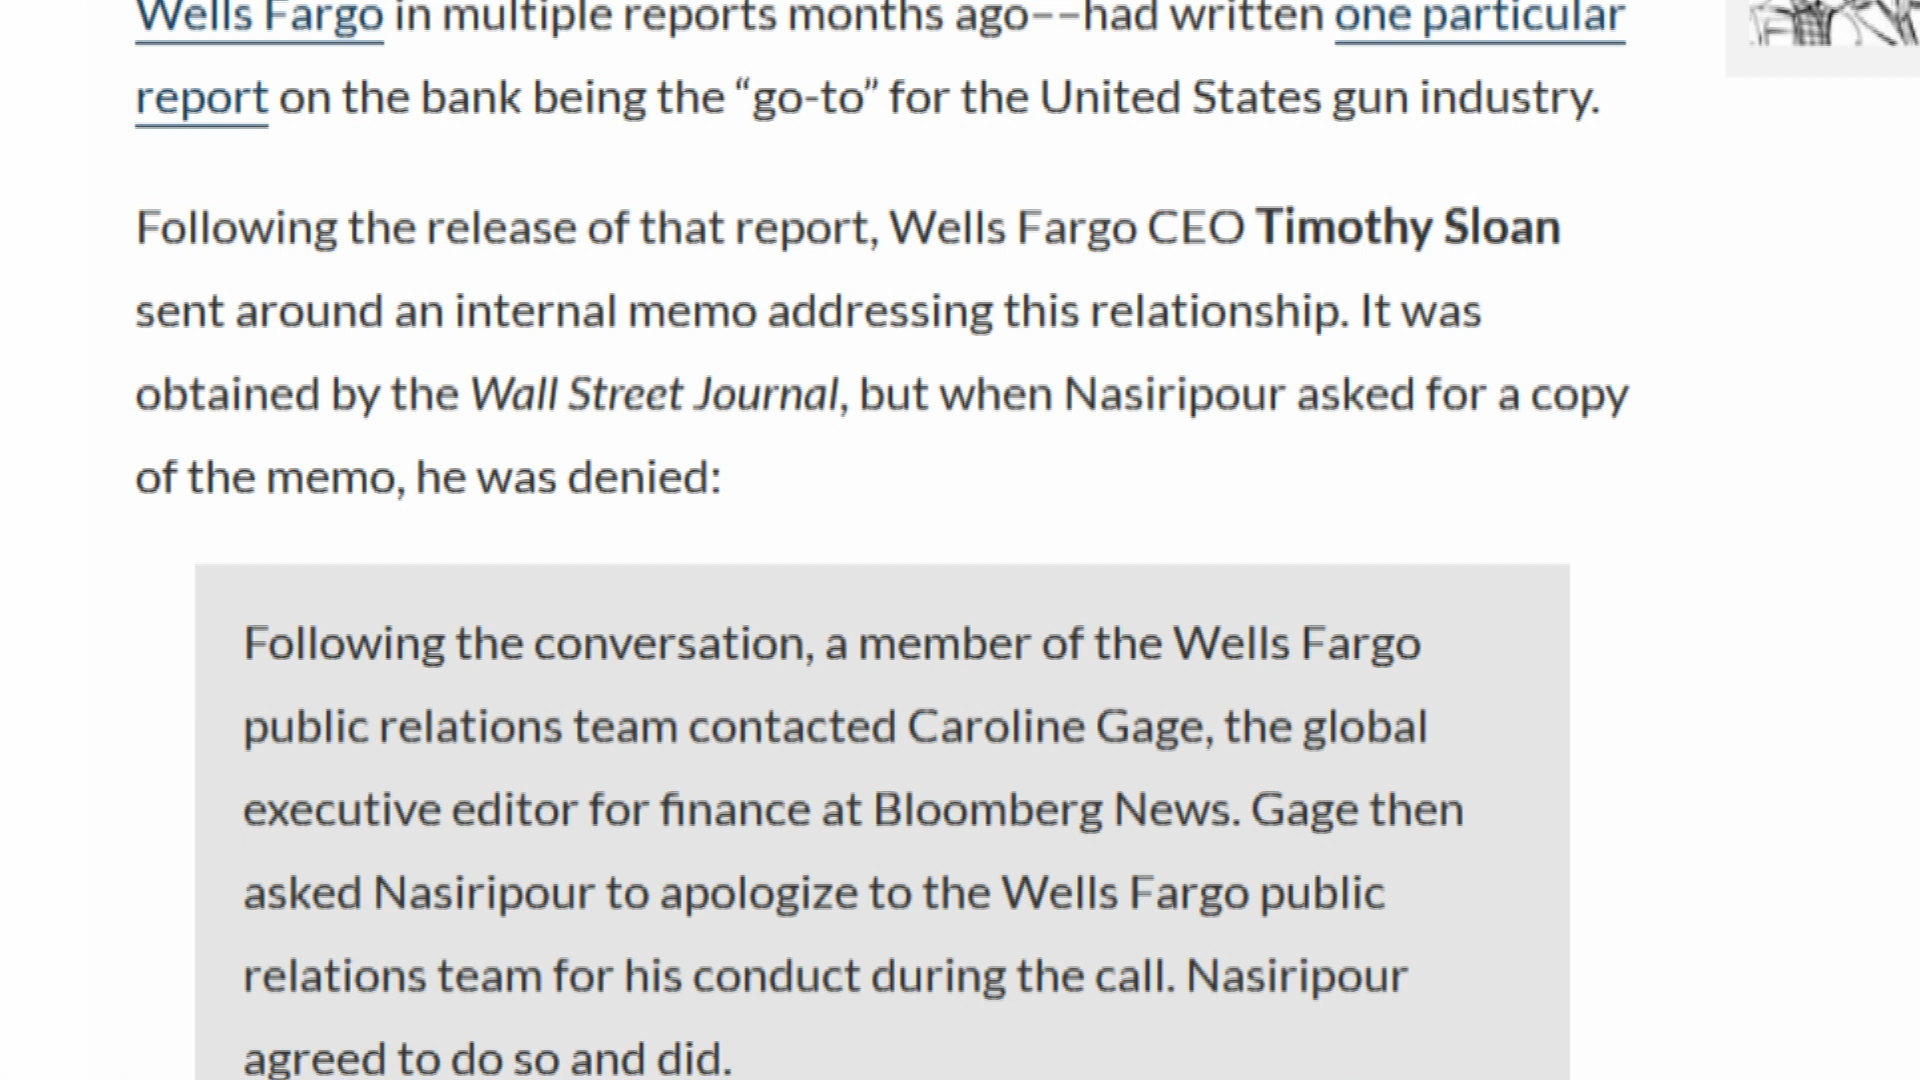 Wells Fargo in multiple reports months ago––had written one particular
report on the bank being the “go-to” for the United States gun industry.
Following the release of that report, Wells Fargo CEO Timothy Sloan
sent around an internal memo addressing this relationship. It was
obtained by the Wall Street Journal, but when Nasiripour asked for a copy
of the memo, he was denied:
Following the conversation, a member of the Wells Fargo
public relations team contacted Caroline Gage, the global
executive editor for finance at Bloomberg News. Gage then
asked Nasiripour to apologize to the Wells Fargo public
relations team for his conduct during the call. Nasiripour
agreed to do so and did.